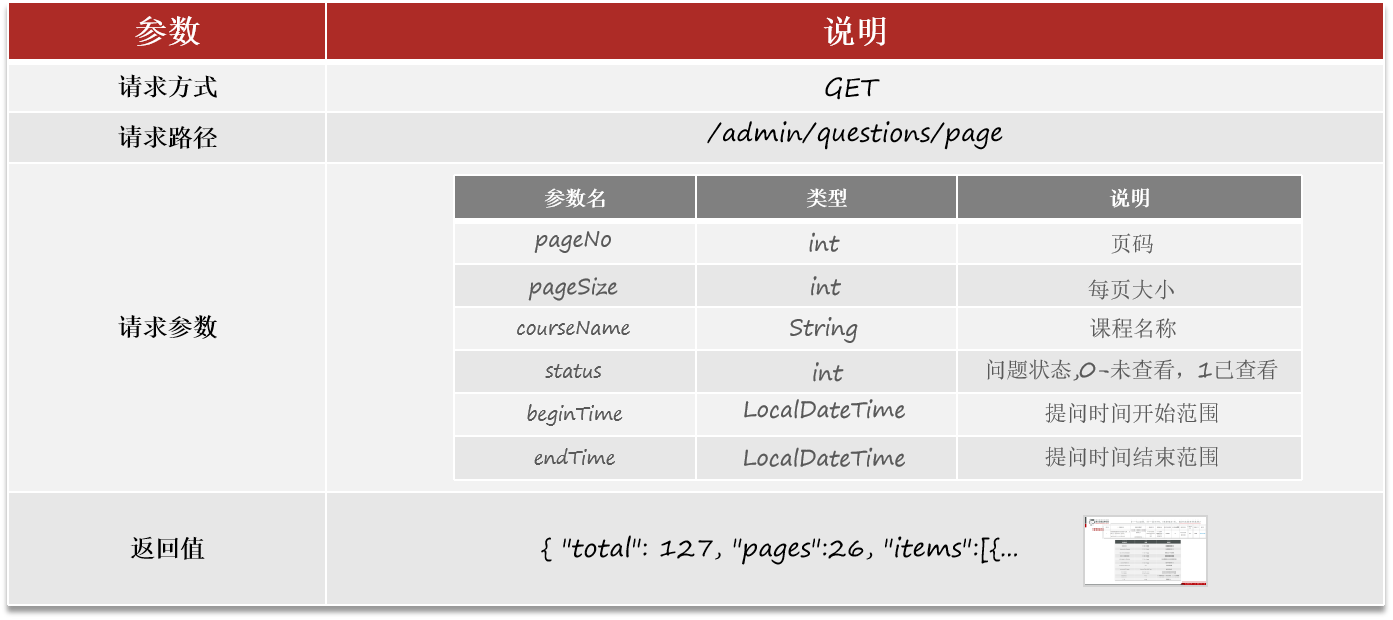 参数 说明
请求方式 GET
请求路径 /admin/questions/page
请求参数
参数名 类型 说明
pageNo int 页码
pageSize int 每页大小
courseName String 课程名称
status int 问题状态,0-未查看，1已查看
beginTime LocalDateTime 提问时间开始范围
endTime LocalDateTime 提问时间结束范围
返回值 { "total": 127, "pages":26, "items":[{...